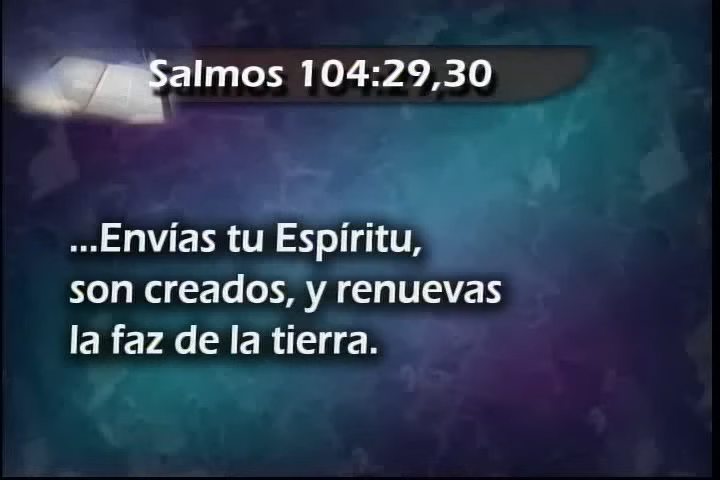 Salmos 104:29,30
...Envías tu Espíritu,
son creados, y renuevas
la faz de la tierra.